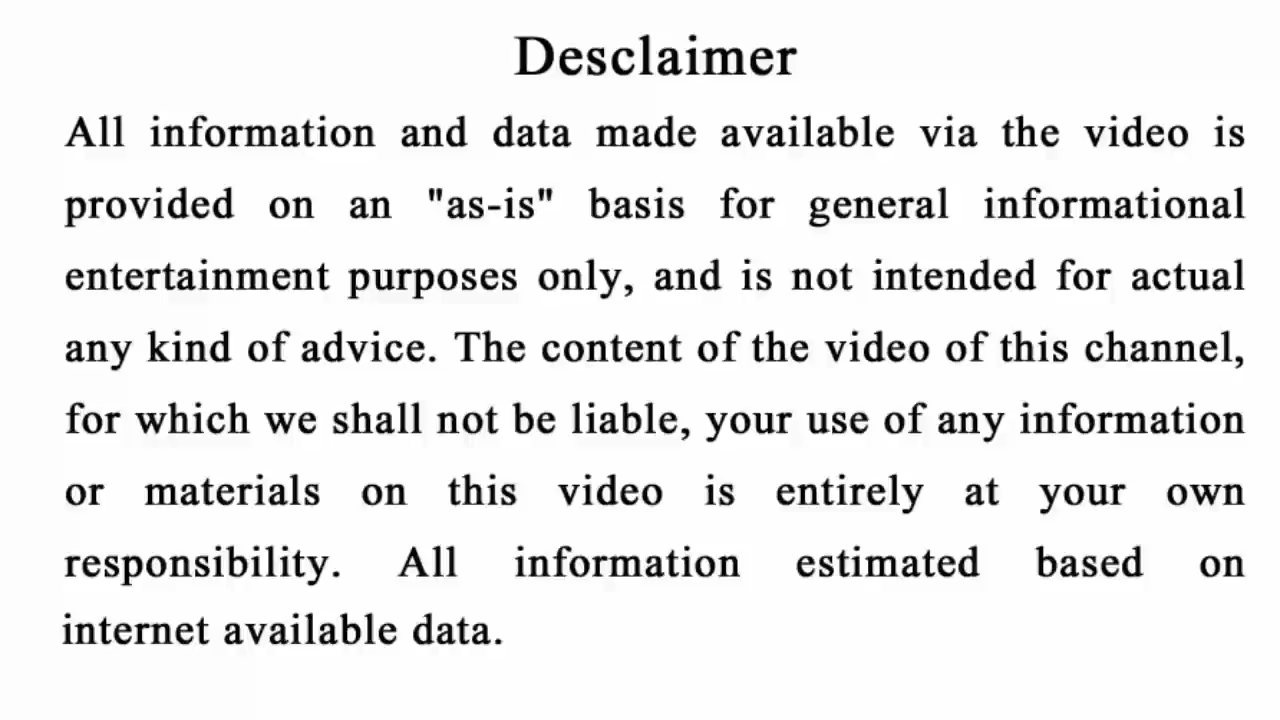 Desclaimer
All information and data made available via the video is
provided on an "as-is" basis for general informational
entertainment purposes only, and is not intended for actual
any kind of advice. The content of the video of this channel,
for which we shall not be liable, your use of any information
or materials on this video is entirely at your own
responsibility. All information estimated based on
internet available data.